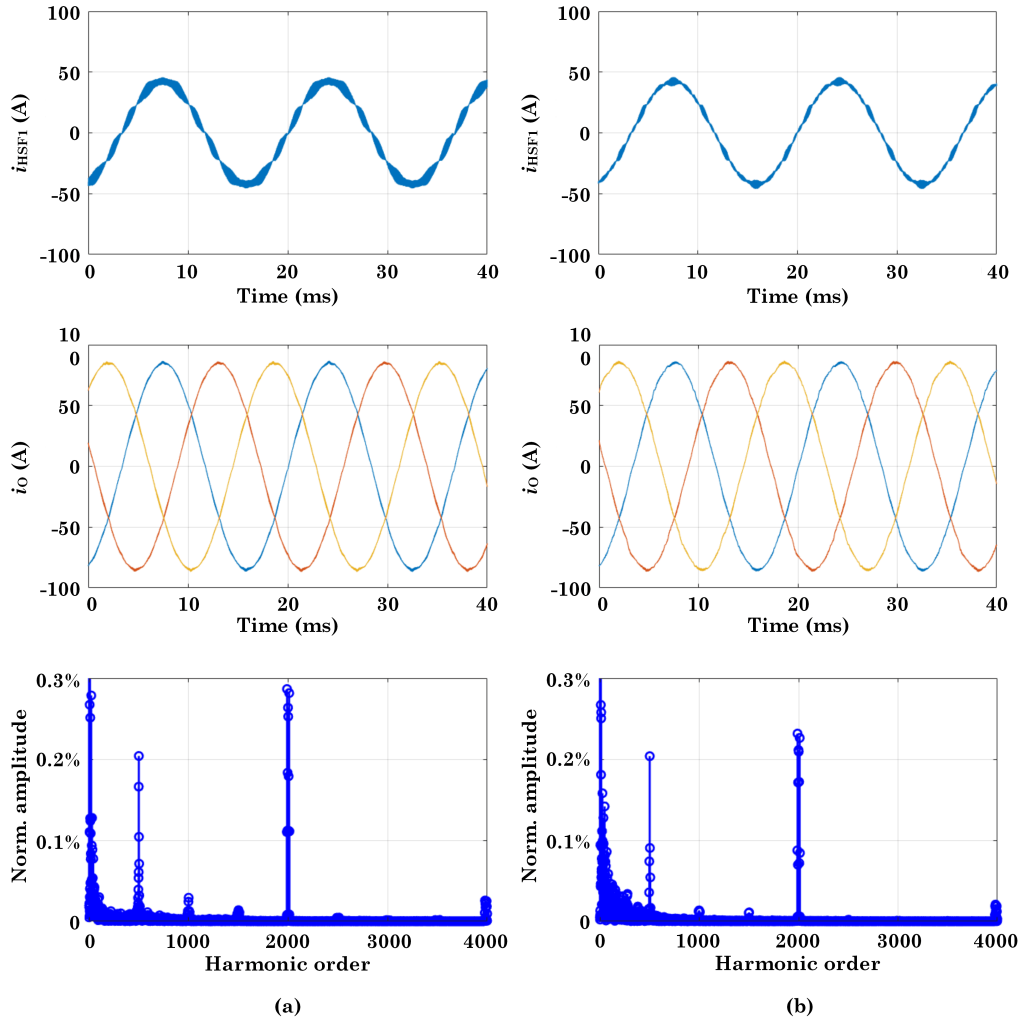 100
50
0
-50
-100
i_HSF1 (A)
0 10 20 30 40
Time (ms)
100
50
0
-50
-100
i_HSF1 (A)
0 10 20 30 40
Time (ms)
10
0
50
0
-50
-100
i_O (A)
0 10 20 30 40
Time (ms)
10
0
50
0
-50
-100
i_O (A)
0 10 20 30 40
Time (ms)
0.3%
0.2%
0.1%
0
Norm. amplitude
0 1000 2000 3000 4000
Harmonic order
(a)
0.3%
0.2%
0.1%
0
Norm. amplitude
0 1000 2000 3000 4000
Harmonic order
(b)